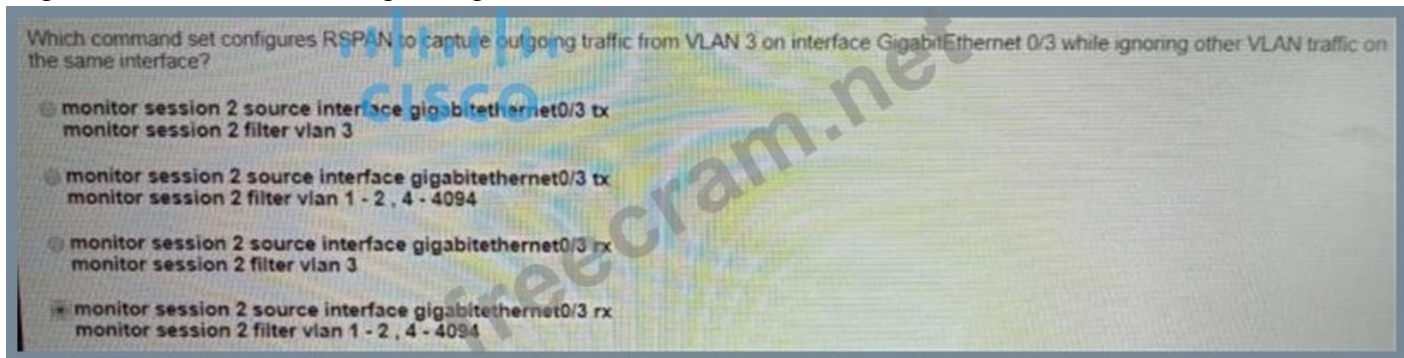 Which command set configures RSPAN to capture outgoing traffic from VLAN 3 on interface GigabitEthernet 0/3 while ignoring other VLAN traffic on
the same interface?
CISCO
monitor session 2 source interface gigabitethernet0/3 tx
monitor session 2 filter vlan 3
monitor session 2 source interface gigabitethernet0/3 tx
monitor session 2 filter vlan 1 - 2 , 4 - 4094
monitor session 2 source interface gigabitethernet0/3 rx
monitor session 2 filter vlan 3
monitor session 2 source interface gigabitethernet0/3 rx
monitor session 2 filter vlan 1 - 2 , 4 - 4094
freecram.net